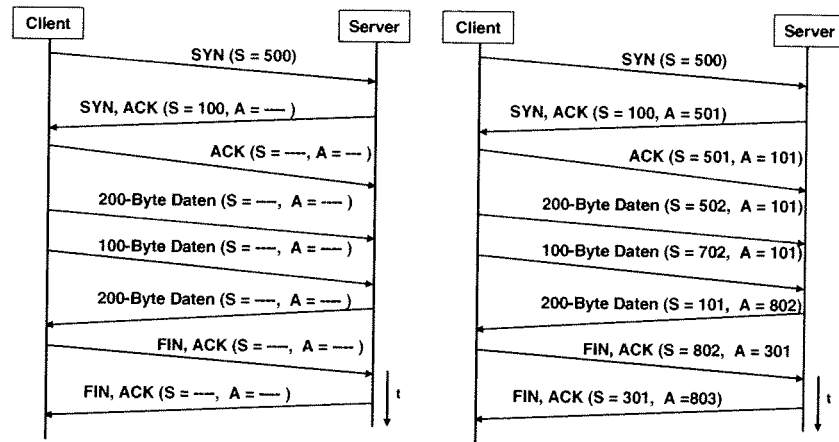 Client
Server
SYN (S = 500)
SYN, ACK (S = 100, A = ---- )
ACK (S = ----, A = --- )
200-Byte Daten (S = ----, A = ---- )
100-Byte Daten (S = ----, A = ---- )
200-Byte Daten (S = ----, A = ---- )
FIN, ACK (S = ----, A = ---- )
FIN, ACK (S = ----, A = ---- )
t
Client
Server
SYN (S = 500)
SYN, ACK (S = 100, A = 501)
ACK (S = 501, A = 101)
200-Byte Daten (S = 502, A = 101)
100-Byte Daten (S = 702, A = 101)
200-Byte Daten (S = 101, A = 802)
FIN, ACK (S = 802, A = 301
FIN, ACK (S = 301, A =803)
t